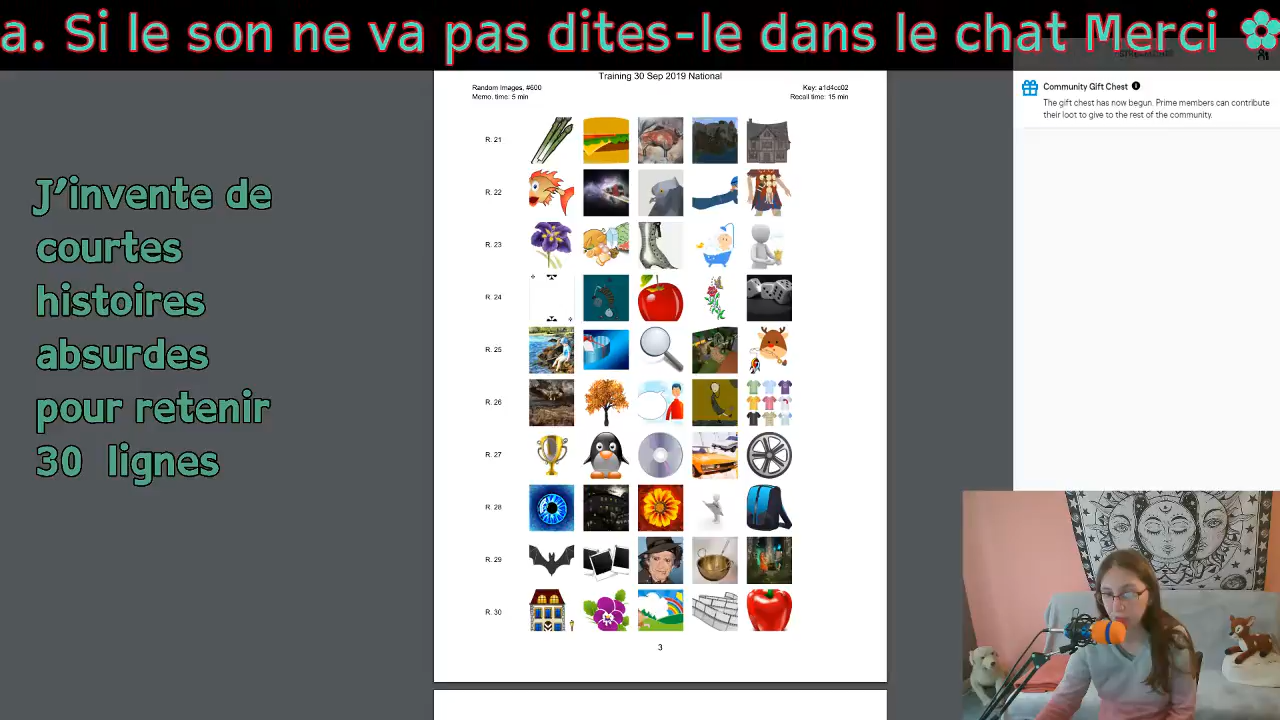 a. Si le son ne va pas dites-le dans le chat Merci
J'invente de
courtes
histoires
absurdes
pour retenir
30 lignes
Training 30 Sep 2019 National
Random Images, #600
Key: a1d4cc02
Memo. time: 5 min
Recall time: 15 min
R. 21
R. 22
R. 23
R. 24
R. 25
R. 26
R. 27
R. 28
R. 29
R. 30
3
Community Gift Chest
The gift chest has now begun. Prime members can contribute
their loot to give to the rest of the community.